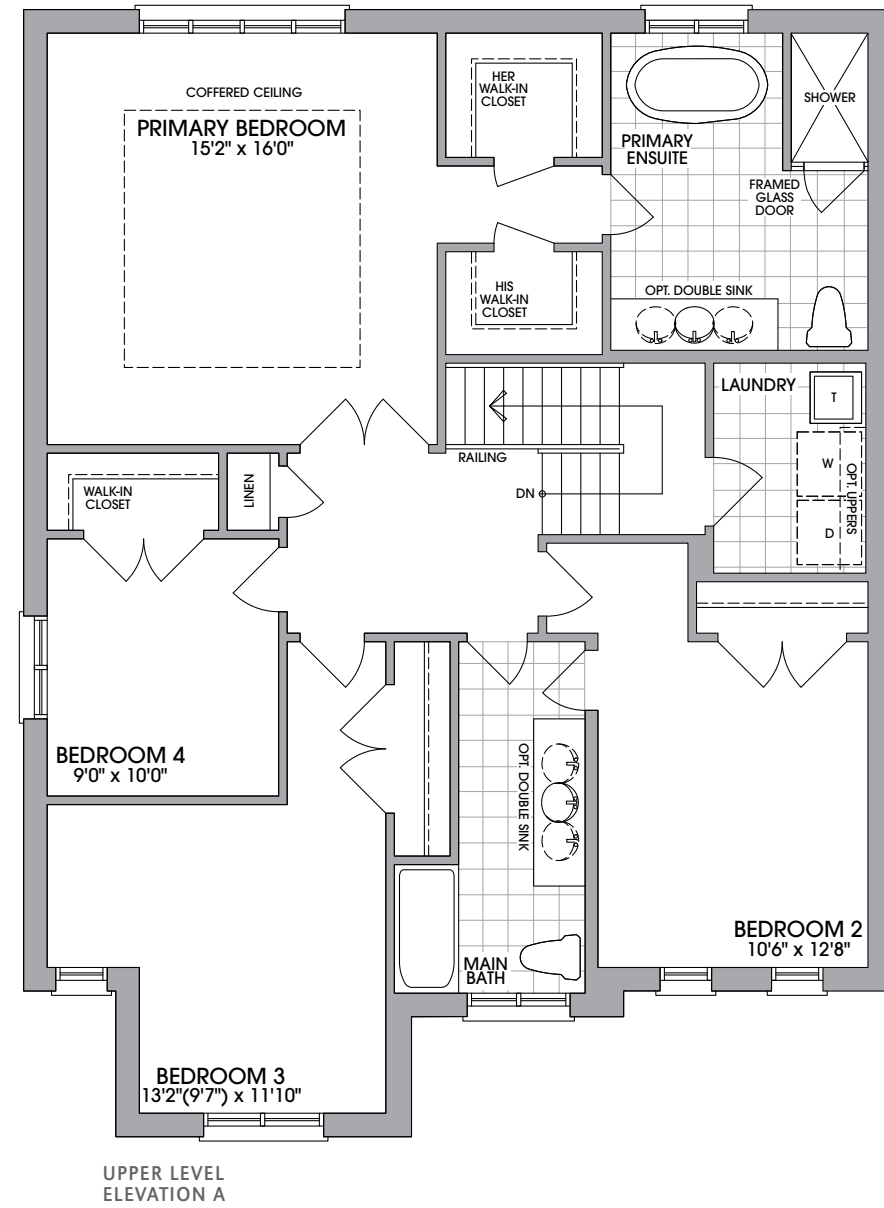 COFFERED CEILING
PRIMARY BEDROOM
15'2" x 16'0"
HER
WALK-IN
CLOSET
PRIMARY
ENSUITE
SHOWER
FRAMED
GLASS
DOOR
HIS
WALK-IN
CLOSET
OPT. DOUBLE SINK
LAUNDRY
T
W
D
OPT. UPPERS
RAILING
DN
WALK-IN
CLOSET
LINEN
BEDROOM 4
9'0" x 10'0"
OPT. DOUBLE SINK
MAIN
BATH
BEDROOM 2
10'6" x 12'8"
BEDROOM 3
13'2"(9'7") x 11'10"
UPPER LEVEL
ELEVATION A